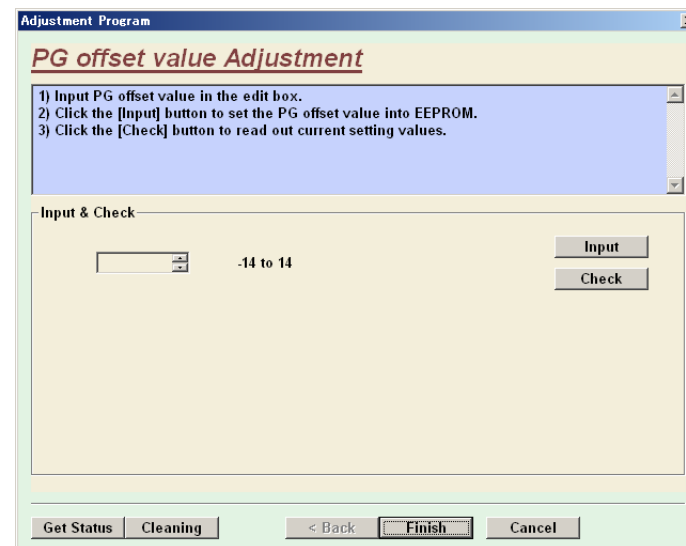 Adjustment Program
PG offset value Adjustment
1) Input PG offset value in the edit box.
2) Click the [Input] button to set the PG offset value into EEPROM.
3) Click the [Check] button to read out current setting values.
Input & Check
-14 to 14
Input
Check
Get Status
Cleaning
< Back
Finish
Cancel